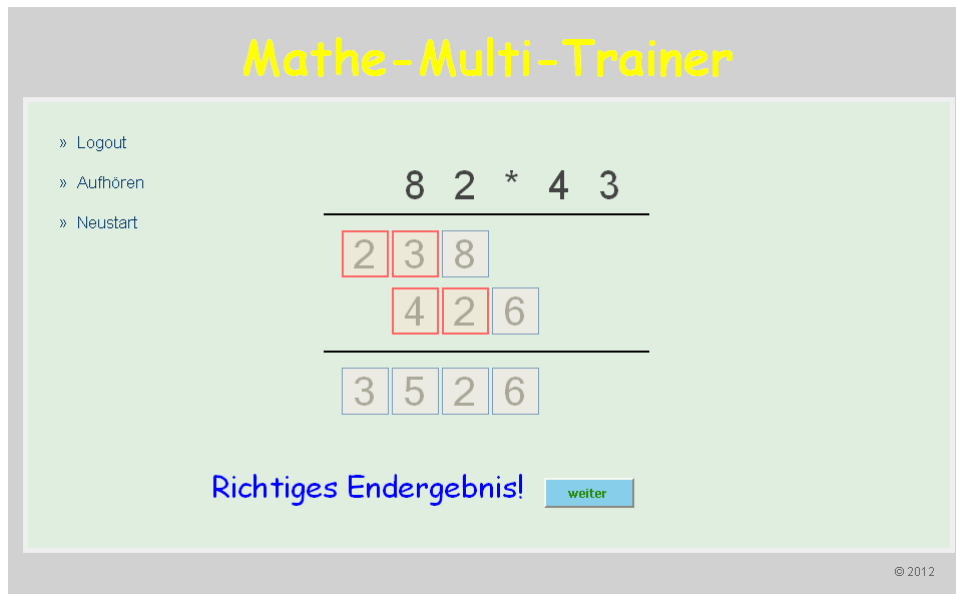 Mathe-Multi-Trainer
» Logout
» Aufhören
» Neustart
8 2 * 4 3
2 3 8
4 2 6
3 5 2 6
Richtiges Endergebnis! weiter
© 2012